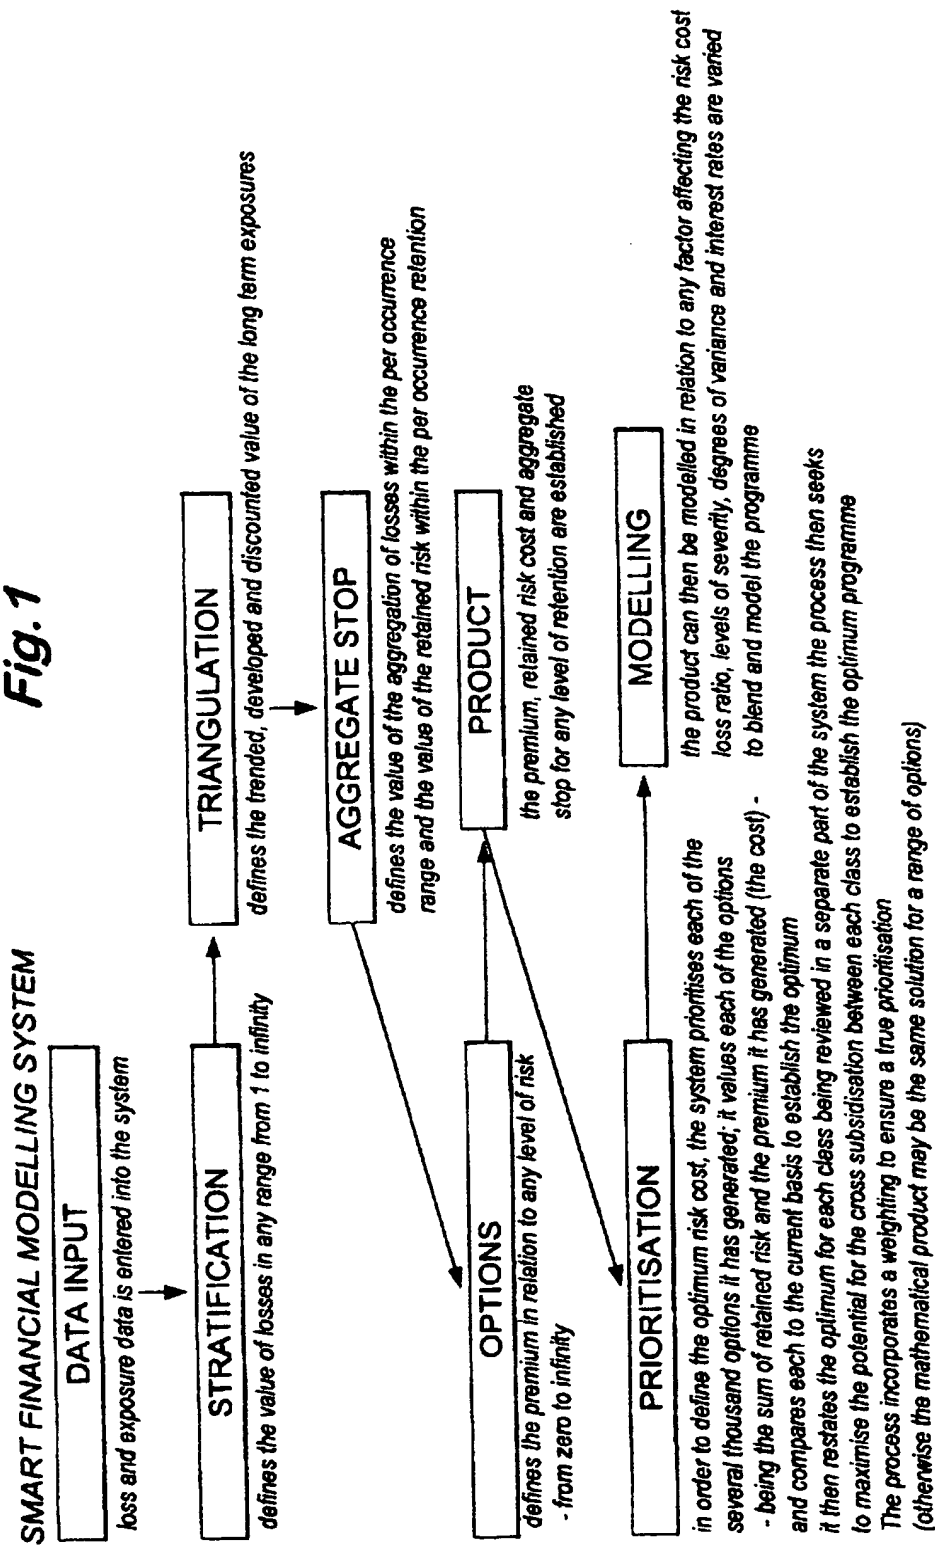 Fig.1
SMART FINANCIAL MODELLING SYSTEM
DATA INPUT
loss and exposure data is entered into the system
STRATIFICATION
defines the value of losses in any range from 1 to infinity
TRIANGULATION
defines the trended, developed and discounted value of the long term exposures
AGGREGATE STOP
defines the value of the aggregation of losses within the per occurrence
range and the value of the retained risk within the per occurrence retention
OPTIONS
defines the premium in relation to any level of risk
- from zero to infinity
PRODUCT
the premium, retained risk cost and aggregate
stop for any level of retention are established
PRIORITISATION
in order to define the optimum risk cost, the system prioritises each of the
several thousand options it has generated; it values each of the options
- being the sum of retained risk and the premium it has generated (the cost) -
and compares each to the current basis to establish the optimum
it then restates the optimum for each class being reviewed in a separate part of the system the process then seeks
to maximise the potential for the cross subsidisation between each class to establish the optimum programme
The process incorporates a weighting to ensure a true prioritisation
(otherwise the mathematical product may be the same solution for a range of options)
MODELLING
the product can then be modelled in relation to any factor affecting the risk cost
loss ratio, levels of severity, degrees of variance and interest rates are varied
to blend and model the programme